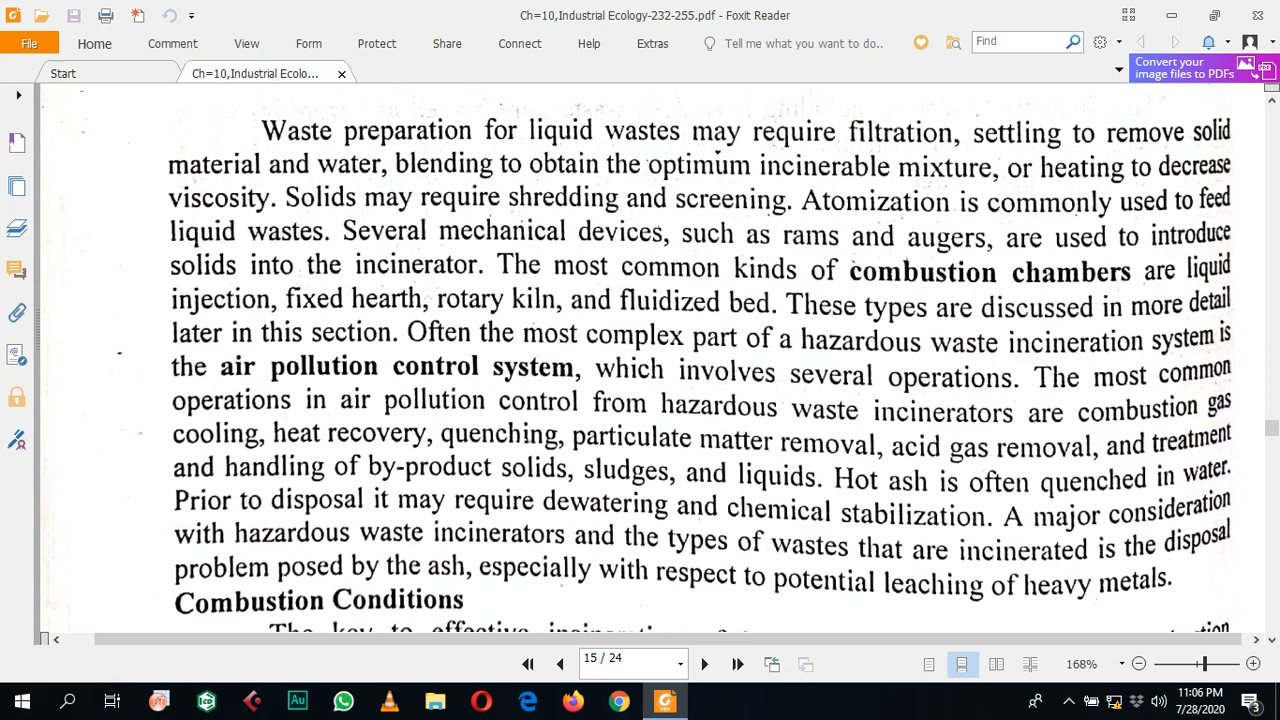 Ch=10,Industrial Ecology-232-255.pdf - Foxit Reader
File Home Comment View Form Protect Share Connect Help Extras Tell me what you want to do.. Find
Start Ch=10,Industrial Ecolo... Convert your
image files to PDFs
Waste preparation for liquid wastes may require filtration, settling to remove solid
material and water, blending to obtain the optimum incinerable mixture, or heating to decrease
viscosity. Solids may require shredding and screening. Atomization is commonly used to feed
liquid wastes. Several mechanical devices, such as rams and augers, are used to introduce
solids into the incinerator. The most common kinds of combustion chambers are liquid
injection, fixed hearth, rotary kiln, and fluidized bed. These types are discussed in more detail
later in this section. Often the most complex part of a hazardous waste incineration system is
the air pollution control system, which involves several operations. The most common
operations in air pollution control from hazardous waste incinerators are combustion gas
cooling, heat recovery, quenching, particulate matter removal, acid gas removal, and treatment
and handling of by-product solids, sludges, and liquids. Hot ash is often quenched in water.
Prior to disposal it may require dewatering and chemical stabilization. A major consideration
with hazardous waste incinerators and the types of wastes that are incinerated is the disposal
problem posed by the ash, especially with respect to potential leaching of heavy metals.
Combustion Conditions
The key to effective
15 / 24 168%
Au 11:06 PM
7/28/2020 3